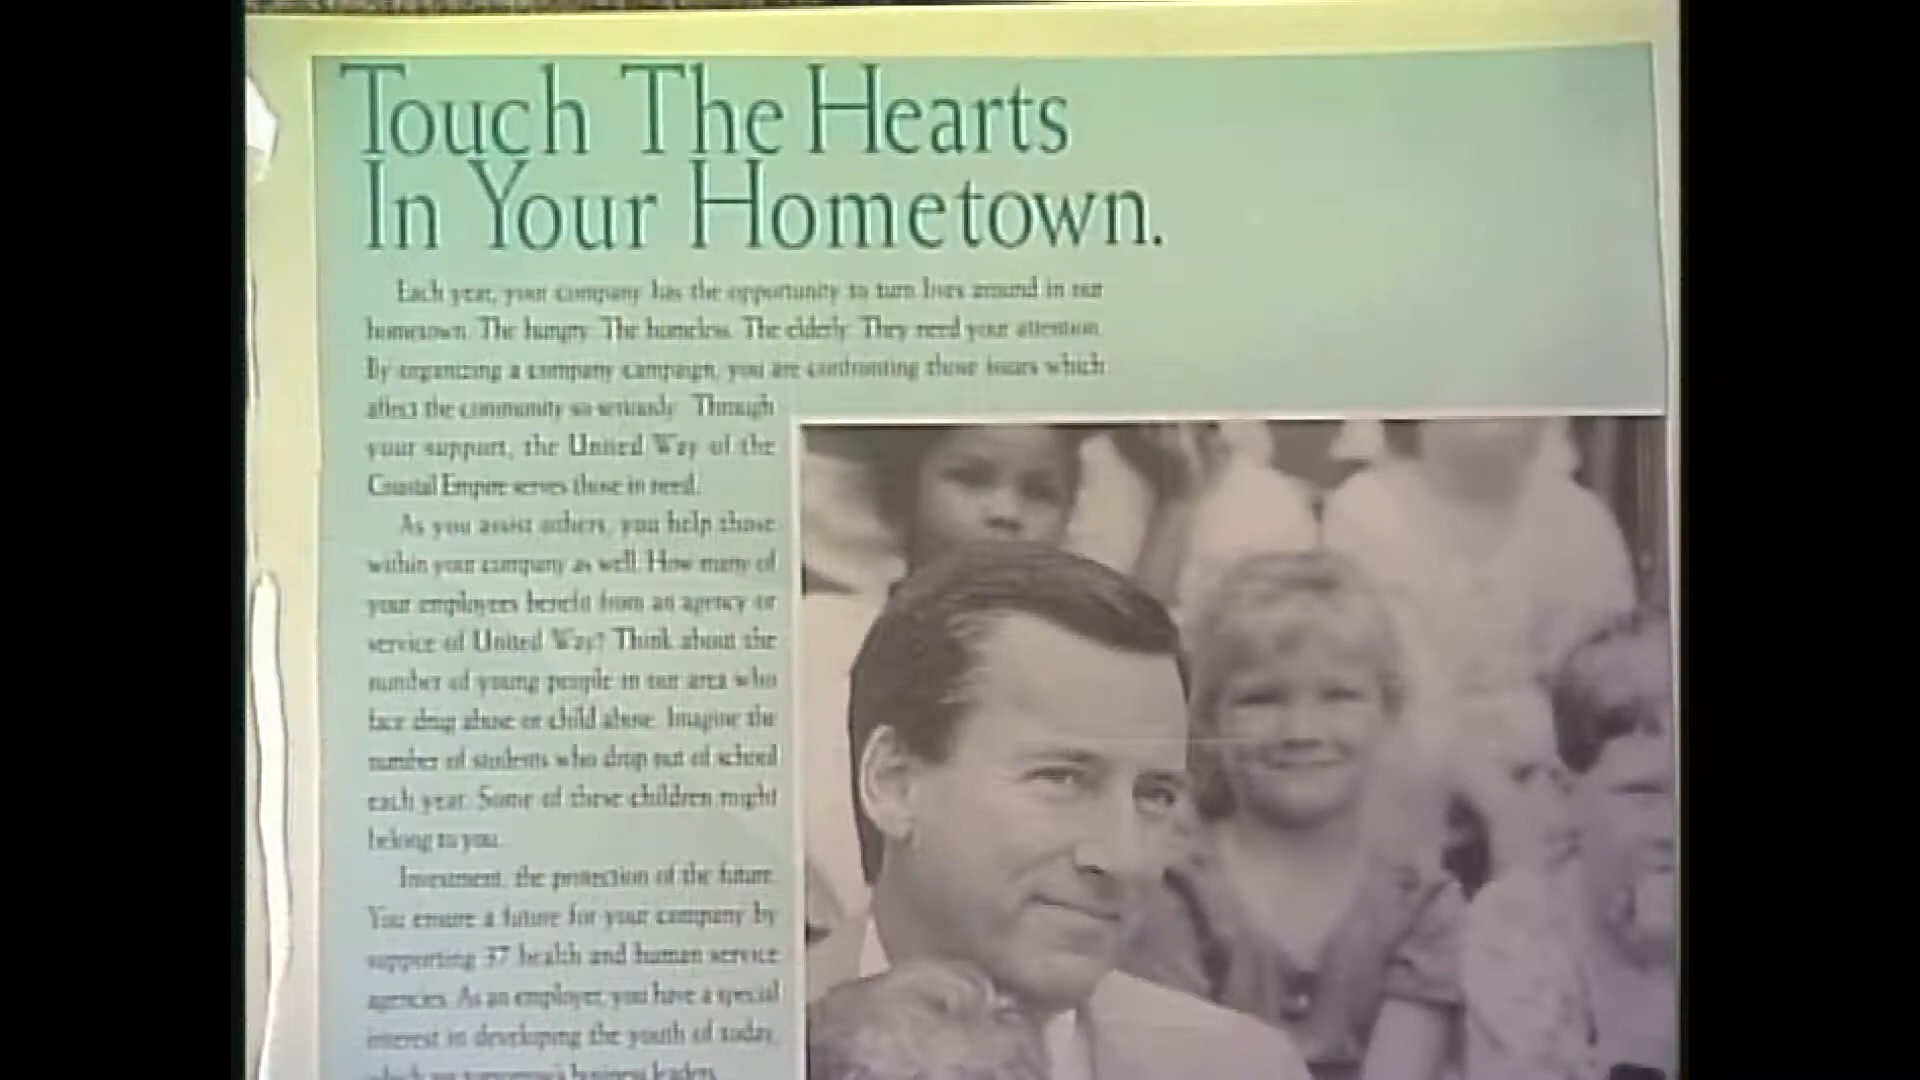 Touch The Hearts
In Your Hometown.
Each year, your company has the opportunity to turn lives around in our
hometown. The hungry. The homeless. The elderly. They need your attention.
By organizing a company campaign, you are confronting those issues which
affect the community so seriously. Through
your support, the United Way of the
Coastal Empire serves those in need.
As you assist others, you help those
within your company as well. How many of
your employees benefit from an agency or
service of United Way? Think about the
number of young people in our area who
face drug abuse or child abuse. Imagine the
number of students who drop out of school
each year. Some of these children might
belong to you.
Investment, the protection of the future.
You ensure a future for your company by
supporting 37 health and human service
agencies. As an employer, you have a special
interest in developing the youth of today,
tomorrow's business leaders.